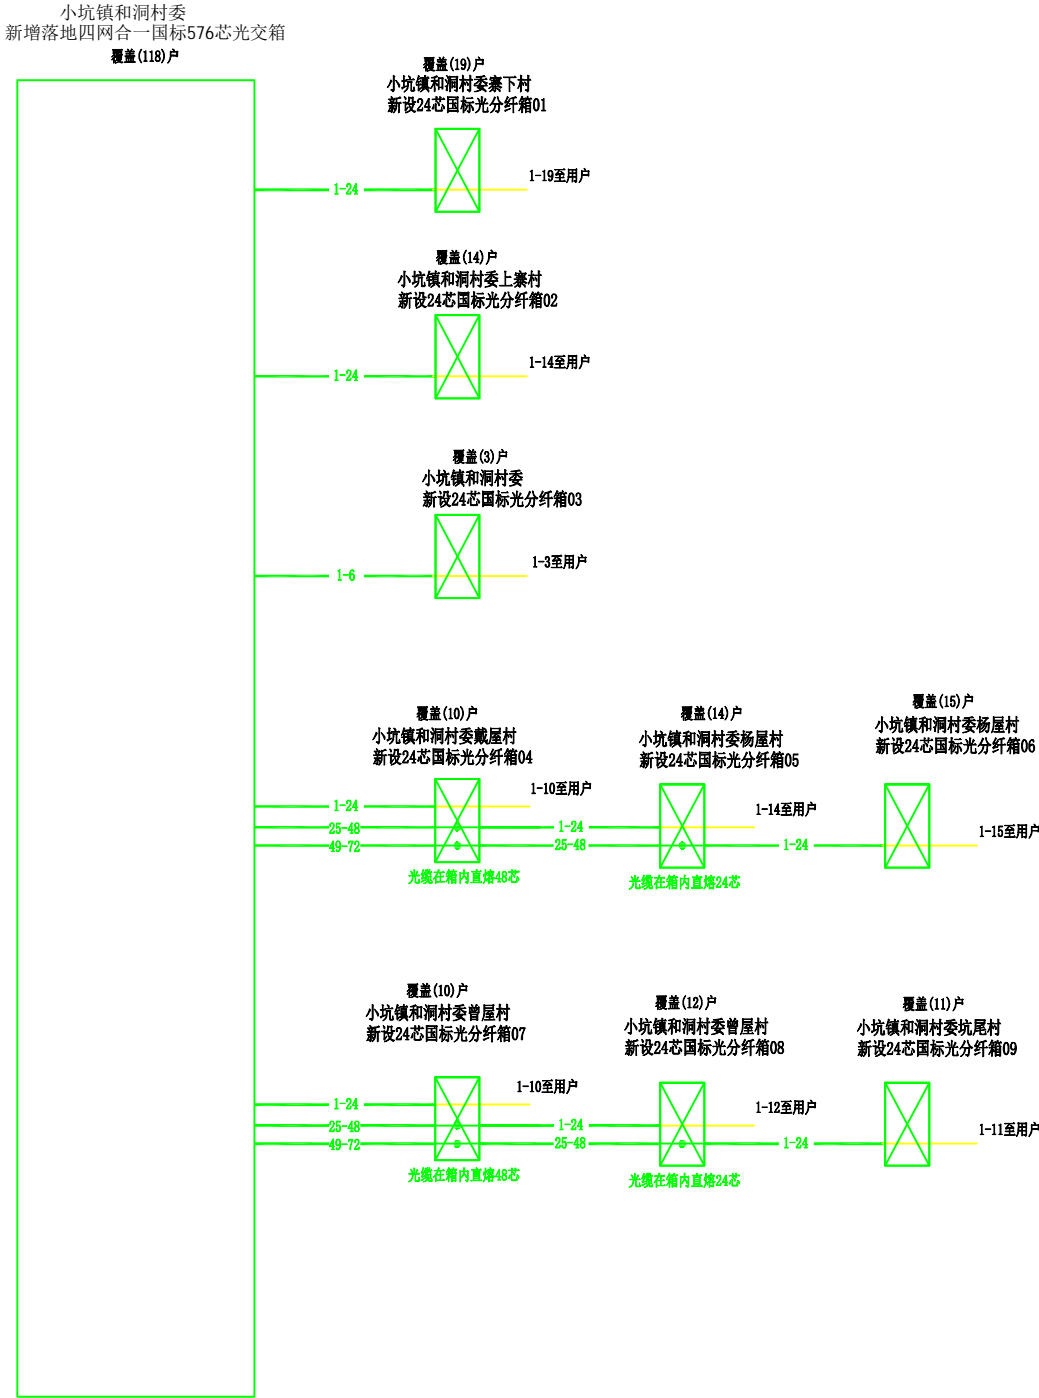 小坑镇和洞村委
新增落地四网合一国标576芯光交箱
覆盖(118)户
覆盖(19)户
小坑镇和洞村委寨下村
新设24芯国标光分纤箱01
1-24
1-19至用户
覆盖(14)户
小坑镇和洞村委上寨村
新设24芯国标光分纤箱02
1-24
1-14至用户
覆盖(3)户
小坑镇和洞村委
新设24芯国标光分纤箱03
1-6
1-3至用户
覆盖(10)户
小坑镇和洞村委戴屋村
新设24芯国标光分纤箱04
1-10至用户
1-24
25-48
49-72
光缆在箱内直熔48芯
覆盖(14)户
小坑镇和洞村委杨屋村
新设24芯国标光分纤箱05
1-14至用户
1-24
25-48
光缆在箱内直熔24芯
覆盖(15)户
小坑镇和洞村委杨屋村
新设24芯国标光分纤箱06
1-15至用户
1-24
覆盖(10)户
小坑镇和洞村委曾屋村
新设24芯国标光分纤箱07
1-10至用户
1-24
25-48
49-72
光缆在箱内直熔48芯
覆盖(12)户
小坑镇和洞村委曾屋村
新设24芯国标光分纤箱08
1-12至用户
1-24
25-48
光缆在箱内直熔24芯
覆盖(11)户
小坑镇和洞村委坑尾村
新设24芯国标光分纤箱09
1-11至用户
1-24